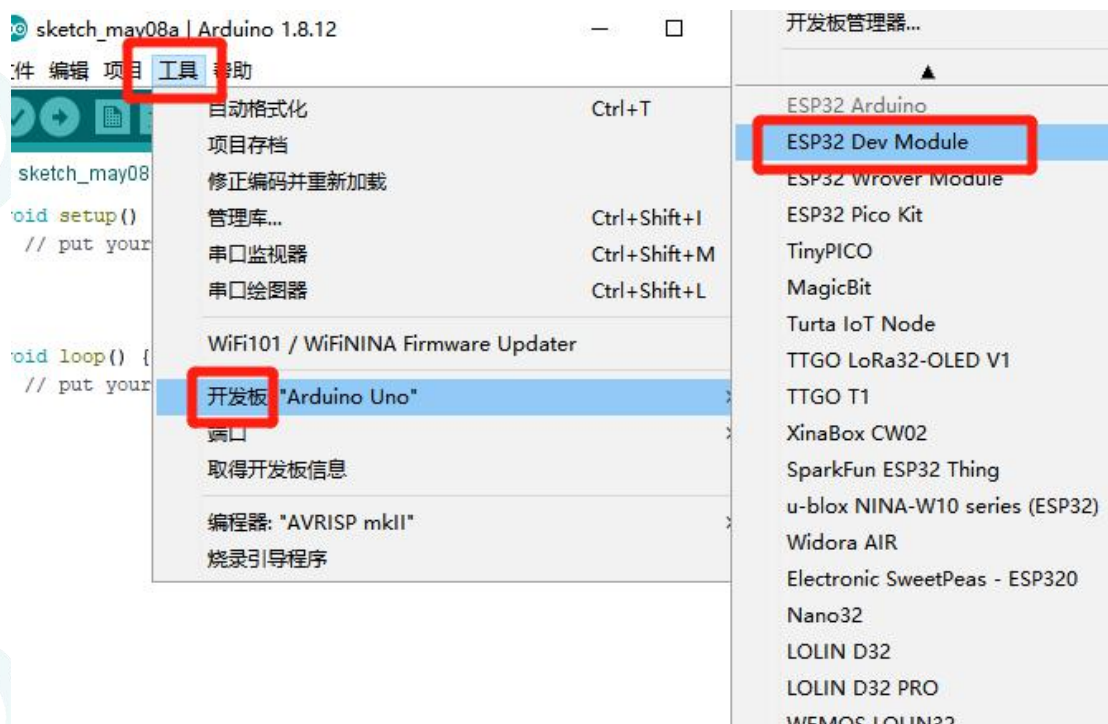 sketch_may08a | Arduino 1.8.12
件 编辑 项目 工具 帮助
sketch_may08
void setup()
// put your
void loop() {
// put your
自动格式化 Ctrl+T
项目存档
修正编码并重新加载
管理库... Ctrl+Shift+I
串口监视器 Ctrl+Shift+M
串口绘图器 Ctrl+Shift+L
WiFi101 / WiFiNINA Firmware Updater
开发板: "Arduino Uno"
端口
取得开发板信息
编程器: "AVRISP mkII"
烧录引导程序
开发板管理器...
ESP32 Arduino
ESP32 Dev Module
ESP32 Wrover Module
ESP32 Pico Kit
TinyPICO
MagicBit
Turta IoT Node
TTGO LoRa32-OLED V1
TTGO T1
XinaBox CW02
SparkFun ESP32 Thing
u-blox NINA-W10 series (ESP32)
Widora AIR
Electronic SweetPeas - ESP320
Nano32
LOLIN D32
LOLIN D32 PRO
WEMOS LOLIN32